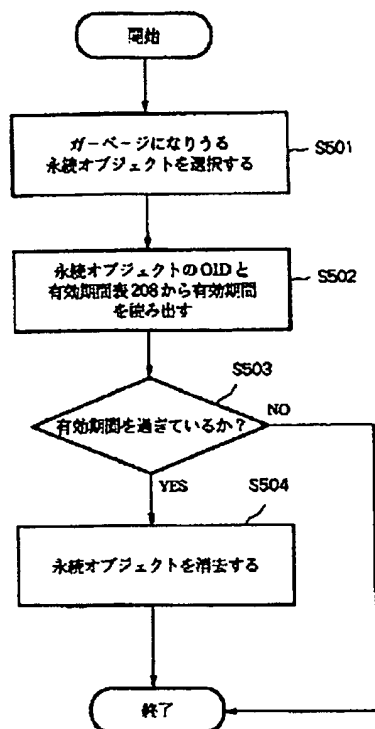 開始
ガーベージになりうる
永続オブジェクトを選択する
S501
永続オブジェクトのOIDと
有効期間表208から有効期間
を読み出す
S502
S503
有効期間を過ぎているか？
NO
YES
S504
永続オブジェクトを消去する
終了